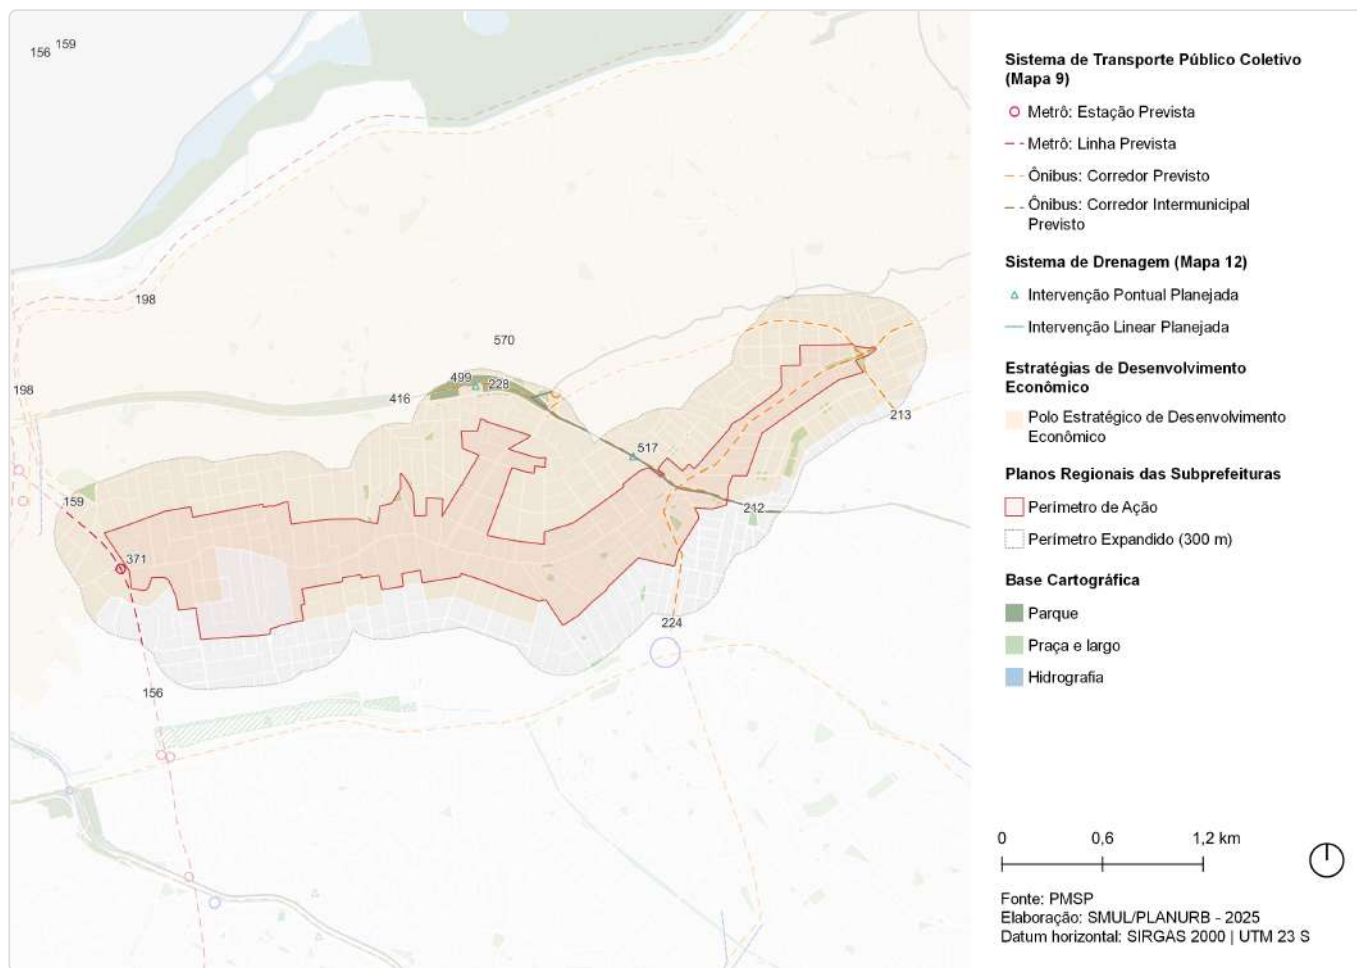 156 159
198
570
198
499
228
416
213
517
159
212
371
224
156
Sistema de Transporte Público Coletivo
(Mapa 9)
Metrô: Estação Prevista
Metrô: Linha Prevista
Ônibus: Corredor Previsto
Ônibus: Corredor Intermunicipal
Previsto
Sistema de Drenagem (Mapa 12)
Intervenção Pontual Planejada
Intervenção Linear Planejada
Estratégias de Desenvolvimento
Econômico
Polo Estratégico de Desenvolvimento
Econômico
Planos Regionais das Subprefeituras
Perímetro de Ação
Perímetro Expandido (300 m)
Base Cartográfica
Parque
Praça e largo
Hidrografia
0 0,6 1,2 km
Fonte: PMSP
Elaboração: SMUL/PLANURB - 2025
Datum horizontal: SIRGAS 2000 | UTM 23 S